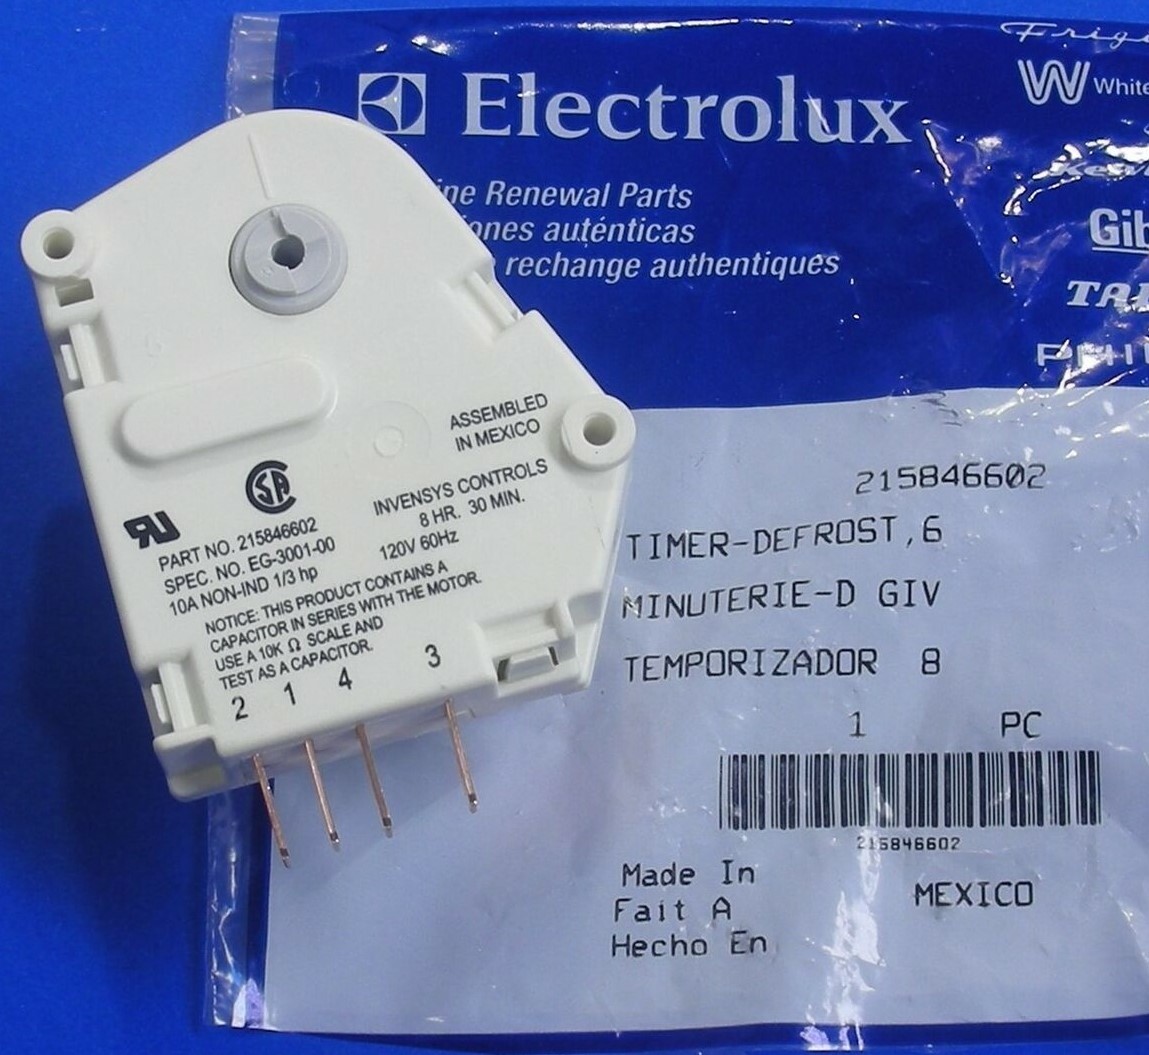 Electrolux
Renewal Parts
auténticas
rechange authentiques
W White
ASSEMBLED
IN MEXICO
INVENSYS CONTROLS
8 HR. 30 MIN.
120V 60Hz
PART NO. 215846602
SPEC. NO. EG-3001-00
10A NON-IND 1/3 hp
NOTICE: THIS PRODUCT CONTAINS A
CAPACITOR IN SERIES WITH THE MOTOR.
USE A 10K Ω SCALE AND
TEST AS A CAPACITOR.
2 1 4 3
215846602
TIMER-DEFROST,6
MINUTERIE-D GIV
TEMPORIZADOR 8
1 PC
215846602
Made In
Fait A
Hecho En
MEXICO